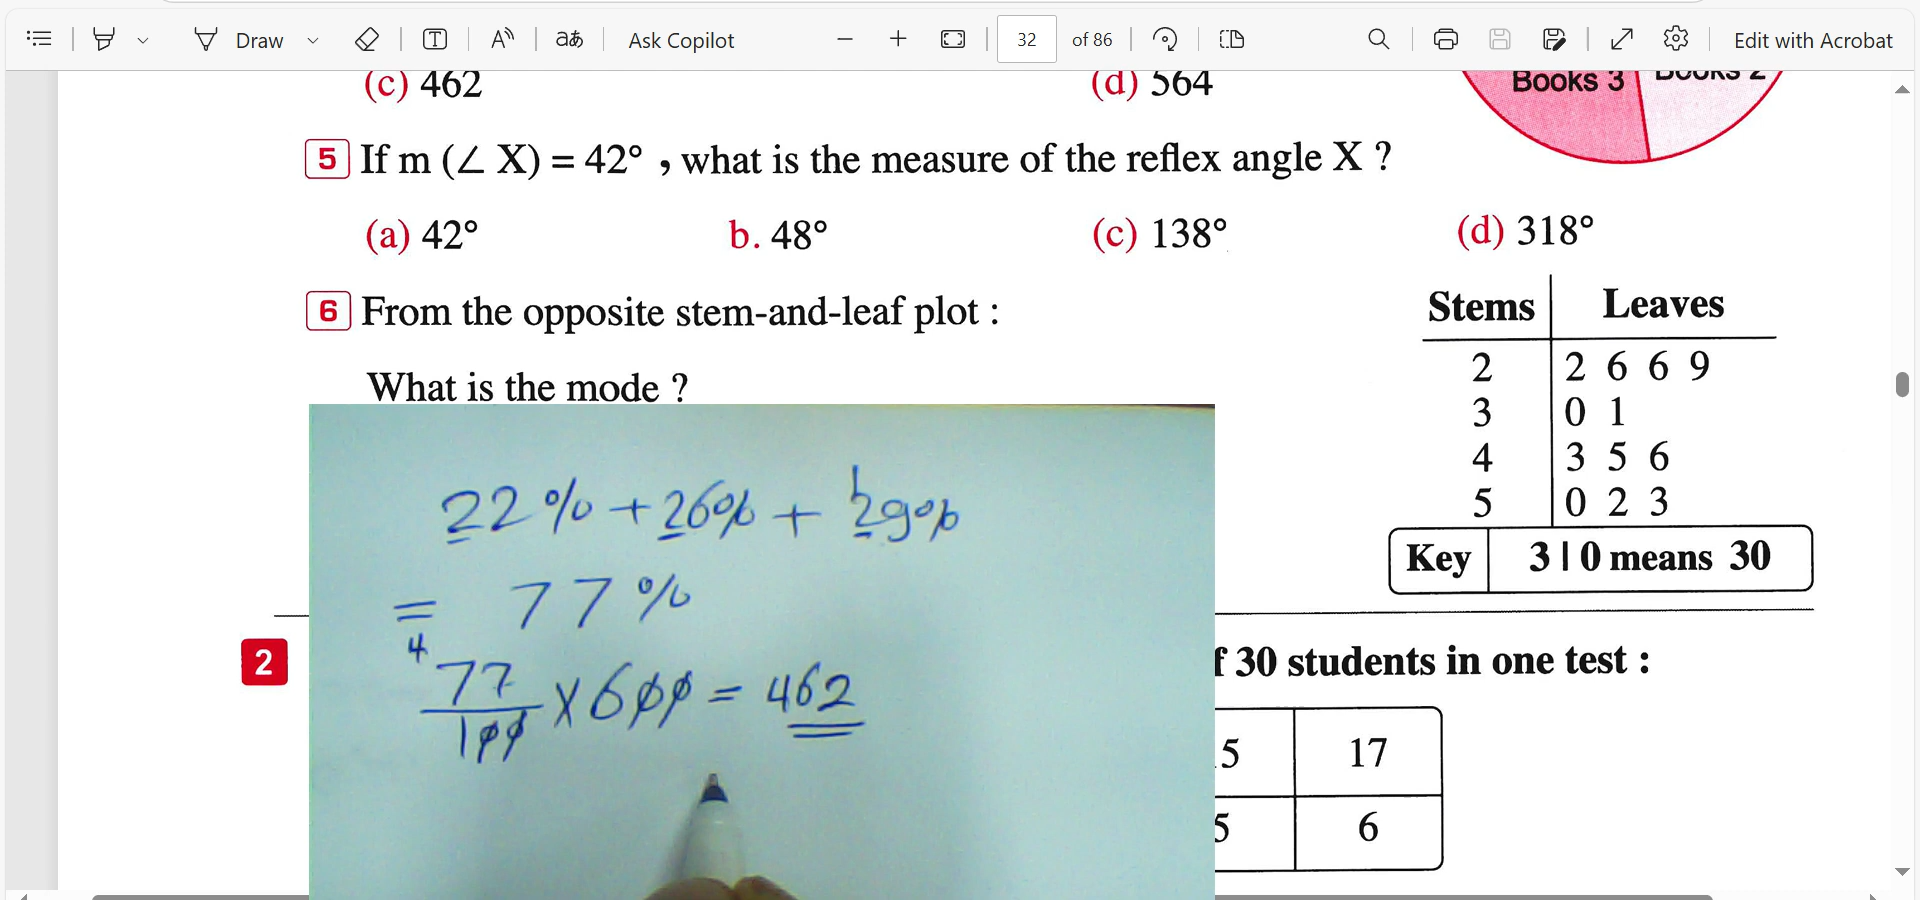 Draw
Ask Copilot
32
of 86
Edit with Acrobat
(c) 462
(d) 564
Books 3
Books 2
5 If m (∠ X) = 42° , what is the measure of the reflex angle X ?
(a) 42°
b. 48°
(c) 138°
(d) 318°
6 From the opposite stem-and-leaf plot :
What is the mode ?
Stems Leaves
2 2 6 6 9
3 0 1
4 3 5 6
5 0 2 3
Key 3 | 0 means 30
22% + 26% + 29%
= 77%
4
77/100 × 600 = 462
2
f 30 students in one test :
5 17
5 6